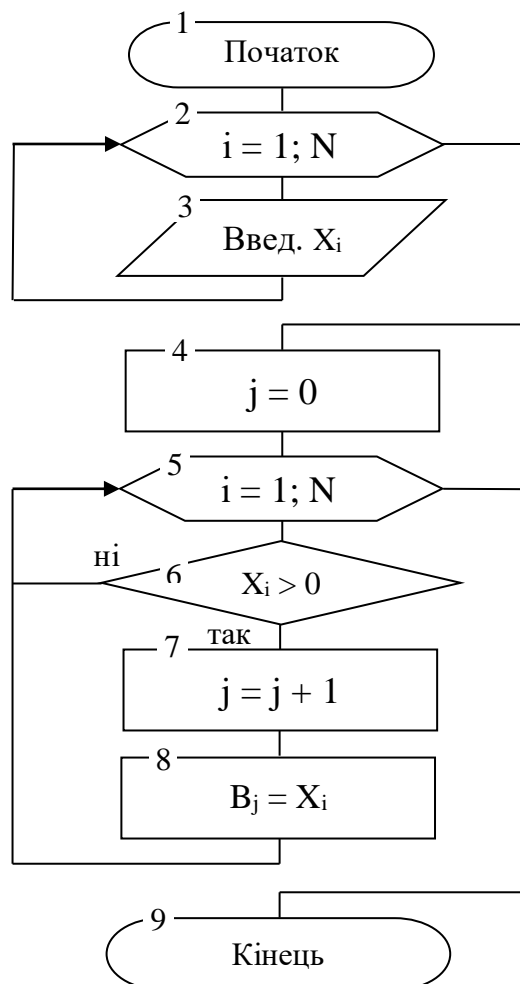 1
Початок
2
i = 1; N
3
Введ. Xᵢ
4
j = 0
5
i = 1; N
ні
6
Xᵢ > 0
так
7
j = j + 1
8
Bⱼ = Xᵢ
9
Кінець